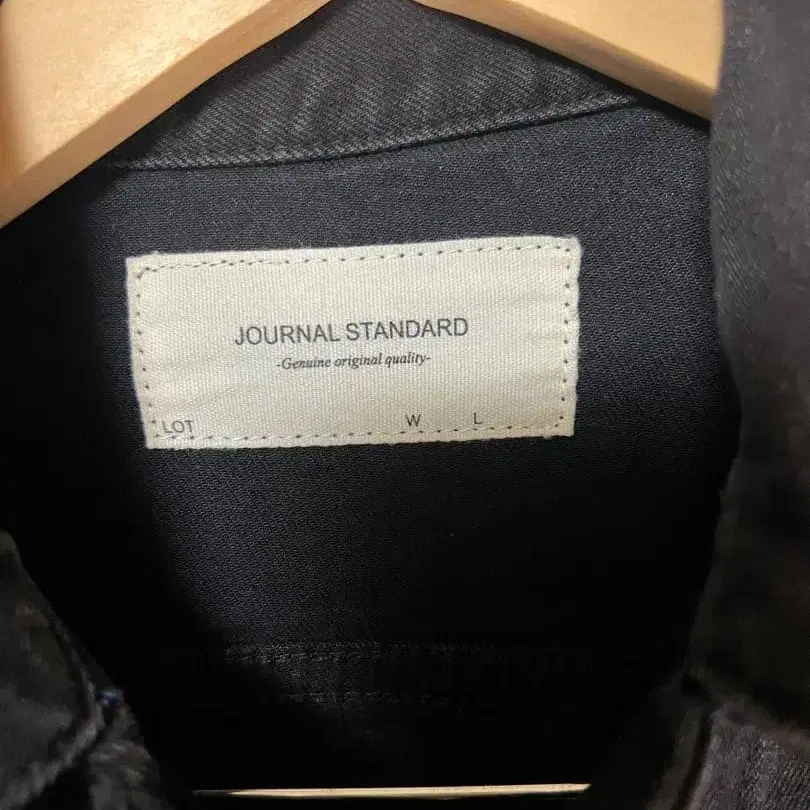 JOURNAL STANDARD
-Genuine original quality-
LOT W L